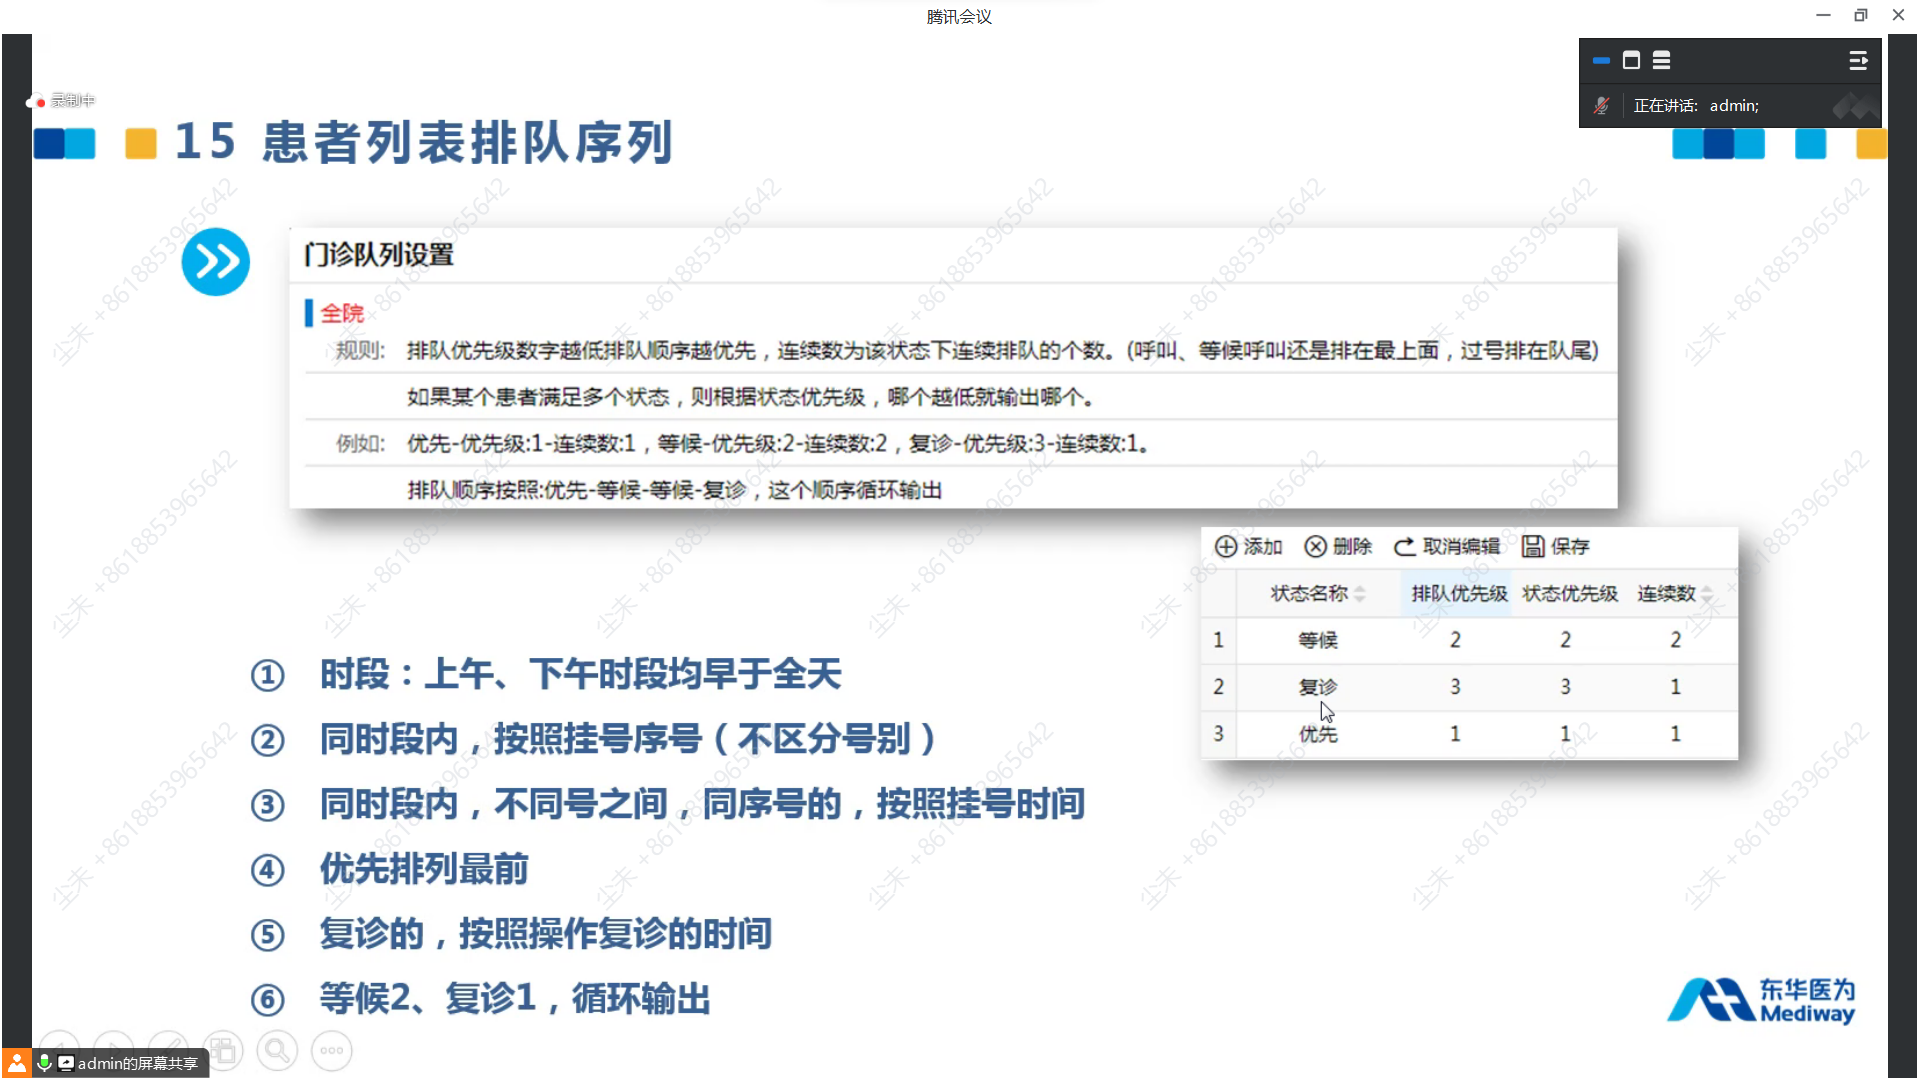 腾讯会议
录制中
正在讲话: admin;
15 患者列表排队序列
门诊队列设置
全院
规则: 排队优先级数字越低排队顺序越优先，连续数为该状态下连续排队的个数。(呼叫、等候呼叫还是排在最上面，过号排在队尾)
如果某个患者满足多个状态，则根据状态优先级，哪个越低就输出哪个。
例如: 优先-优先级:1-连续数:1，等候-优先级:2-连续数:2，复诊-优先级:3-连续数:1。
排队顺序按照:优先-等候-等候-复诊，这个顺序循环输出
添加 删除 取消编辑 保存
状态名称 排队优先级 状态优先级 连续数
1 等候 2 2 2
2 复诊 3 3 1
3 优先 1 1 1
① 时段：上午、下午时段均早于全天
② 同时段内，按照挂号序号（不区分号别）
③ 同时段内，不同号之间，同序号的，按照挂号时间
④ 优先排列最前
⑤ 复诊的，按照操作复诊的时间
⑥ 等候2、复诊1，循环输出
东华医为
Mediway
admin的屏幕共享
尘未 +8618853965642